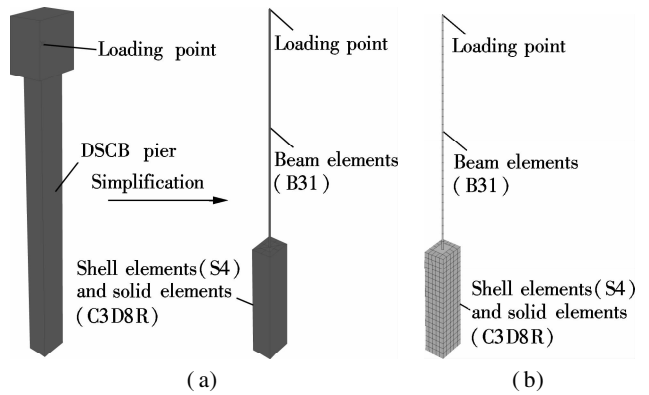 Loading point
DSCB pier
Simplification
Shell elements(S4)
and solid elements
(C3D8R)
Loading point
Beam elements
(B31)
(a)
Loading point
Beam elements
(B31)
Shell elements(S4)
and solid elements
(C3D8R)
(b)